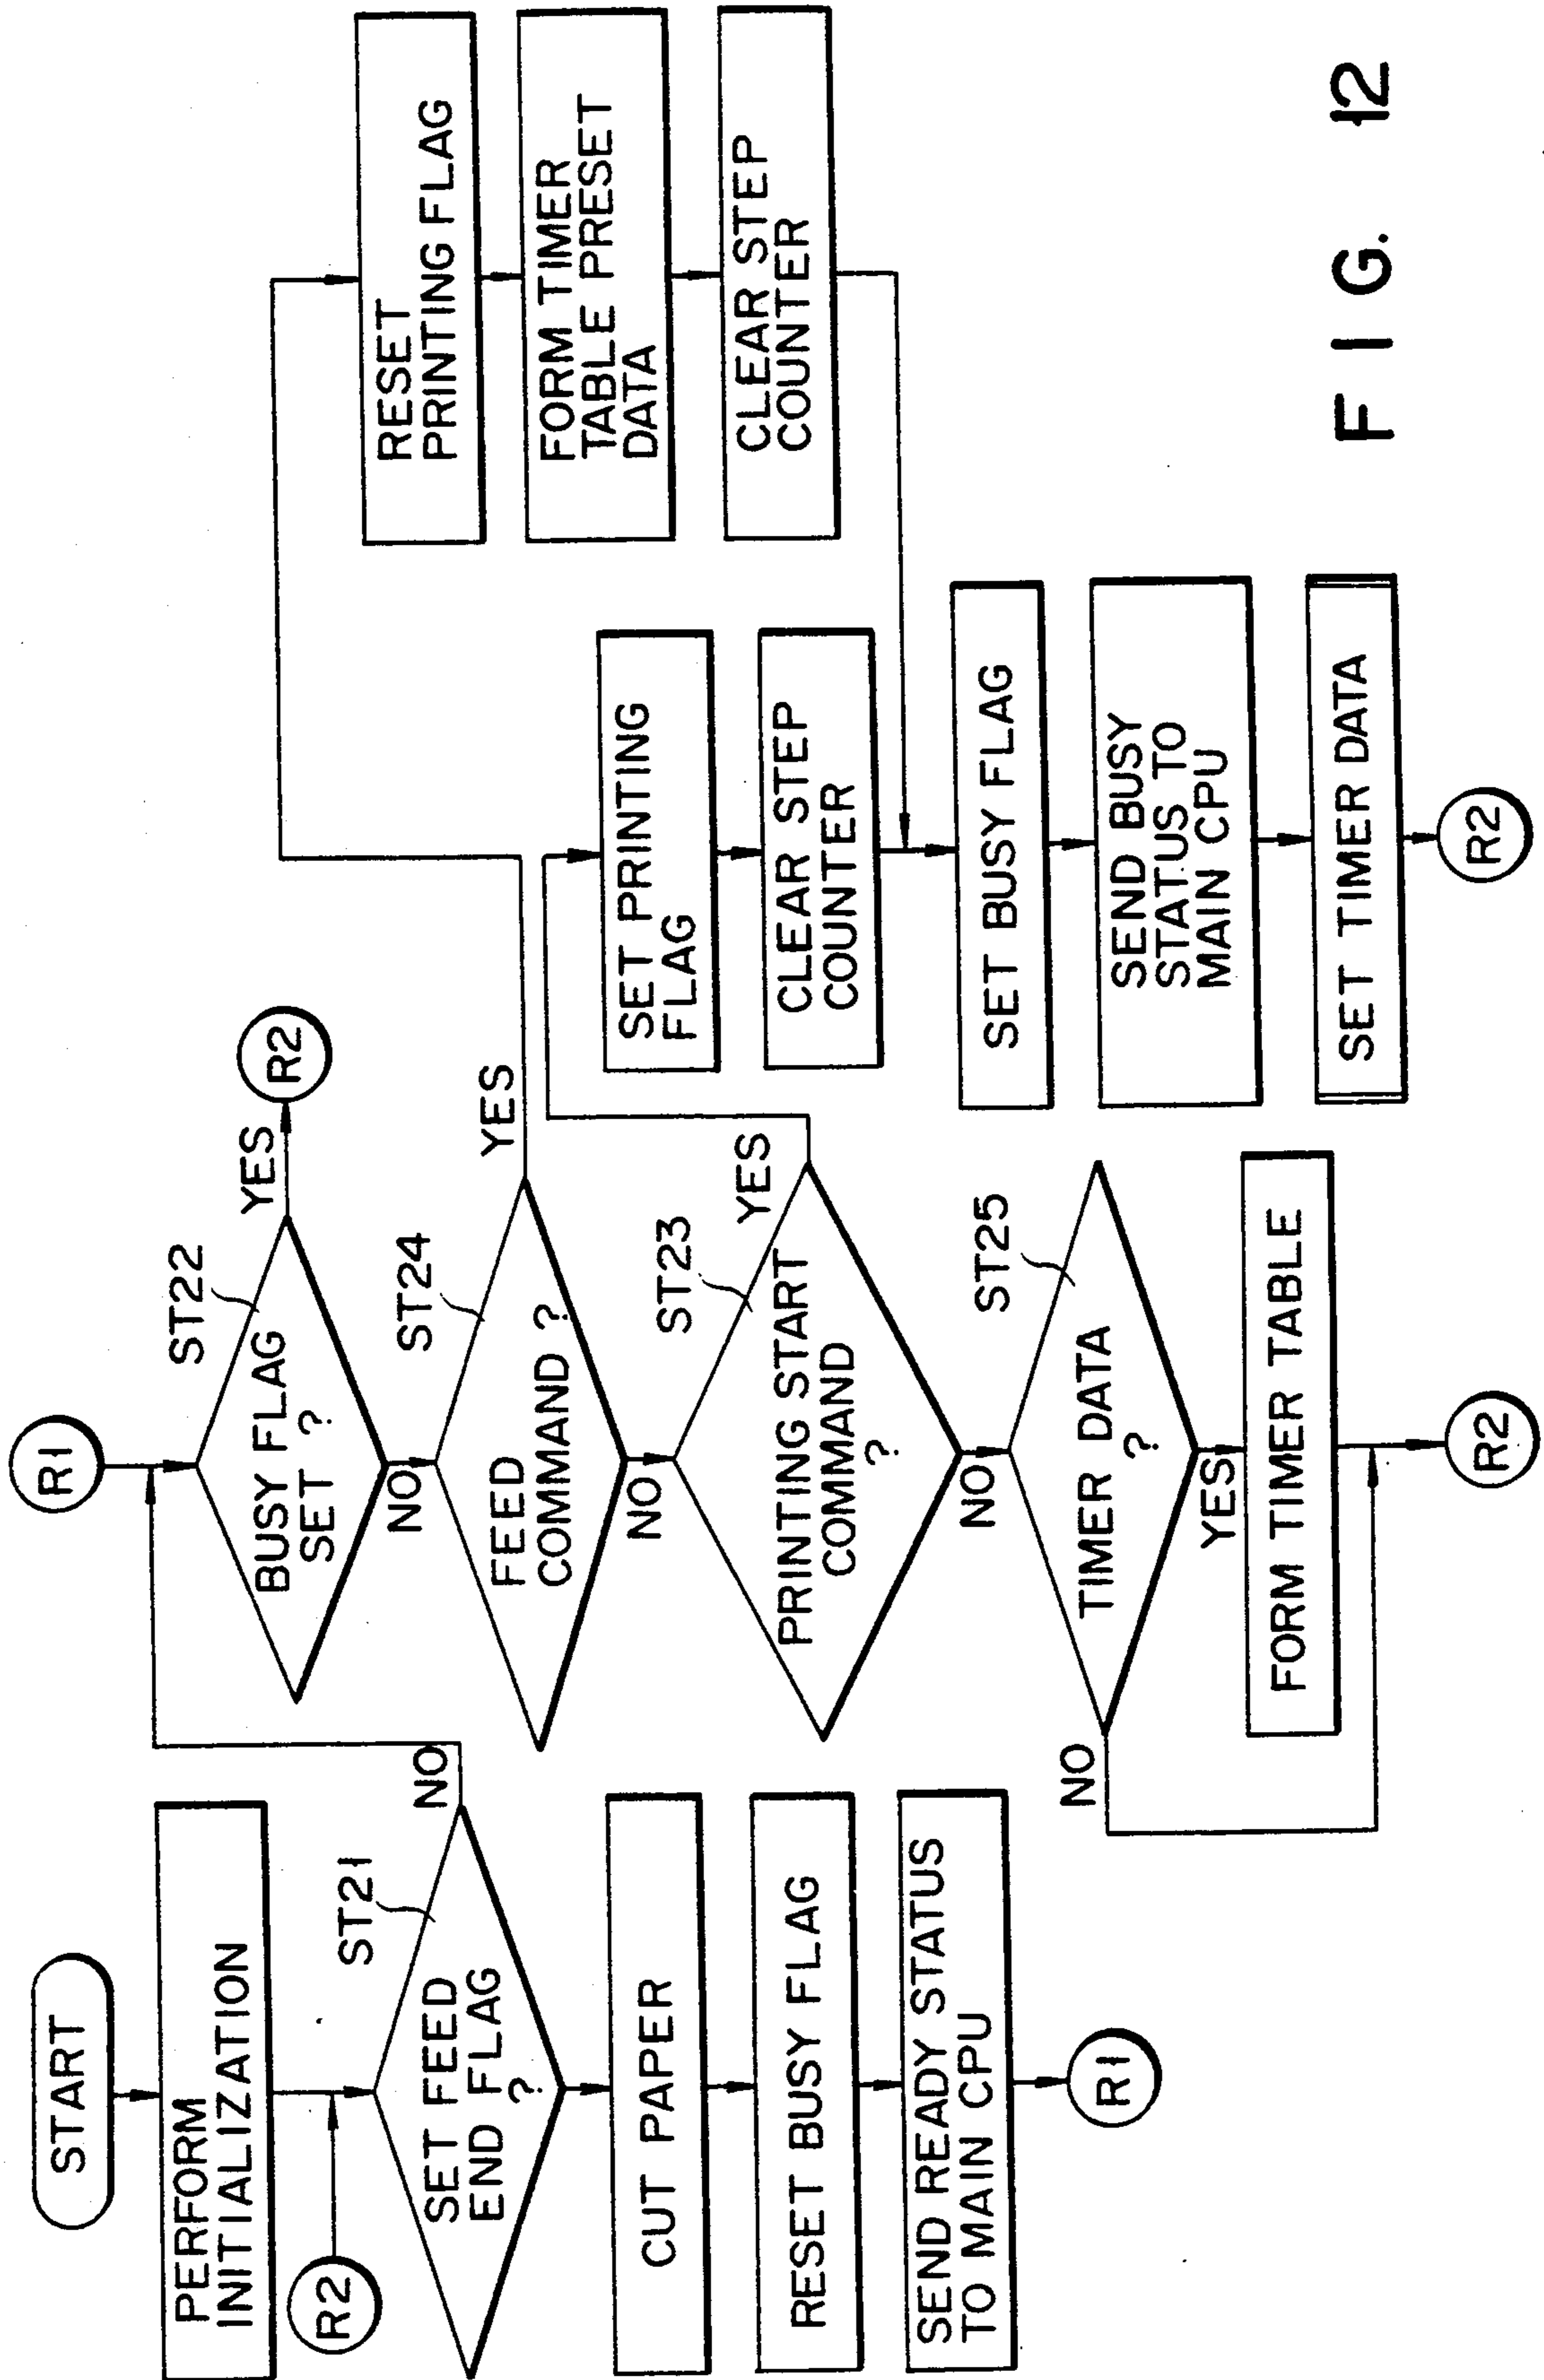 START
PERFORM
INITIALIZATION
R2
ST21
SET FEED
END FLAG
?
NO
CUT PAPER
RESET BUSY FLAG
SEND READY STATUS
TO MAIN CPU
R1
R1
ST22
BUSY FLAG
SET ?
YES
R2
NO
ST24
FEED
COMMAND ?
YES
NO
ST23
PRINTING START
COMMAND
?
YES
NO
ST25
TIMER DATA
?
NO
YES
FORM TIMER TABLE
R2
SET PRINTING
FLAG
CLEAR STEP
COUNTER
SET BUSY FLAG
SEND BUSY
STATUS TO
MAIN CPU
SET TIMER DATA
R2
RESET
PRINTING FLAG
FORM TIMER
TABLE PRESET
DATA
CLEAR STEP
COUNTER
FIG. 12